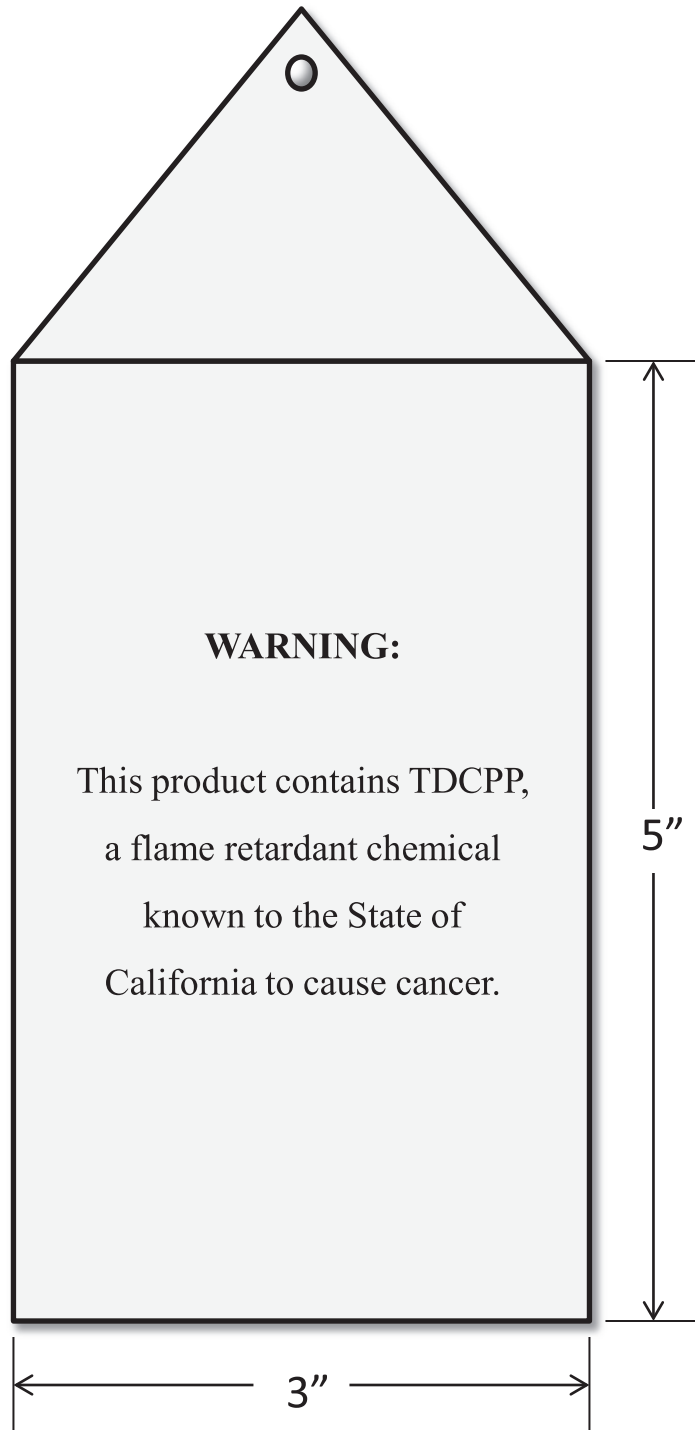 WARNING:
This product contains TDCPP,
a flame retardant chemical
known to the State of
California to cause cancer.
5”
3”